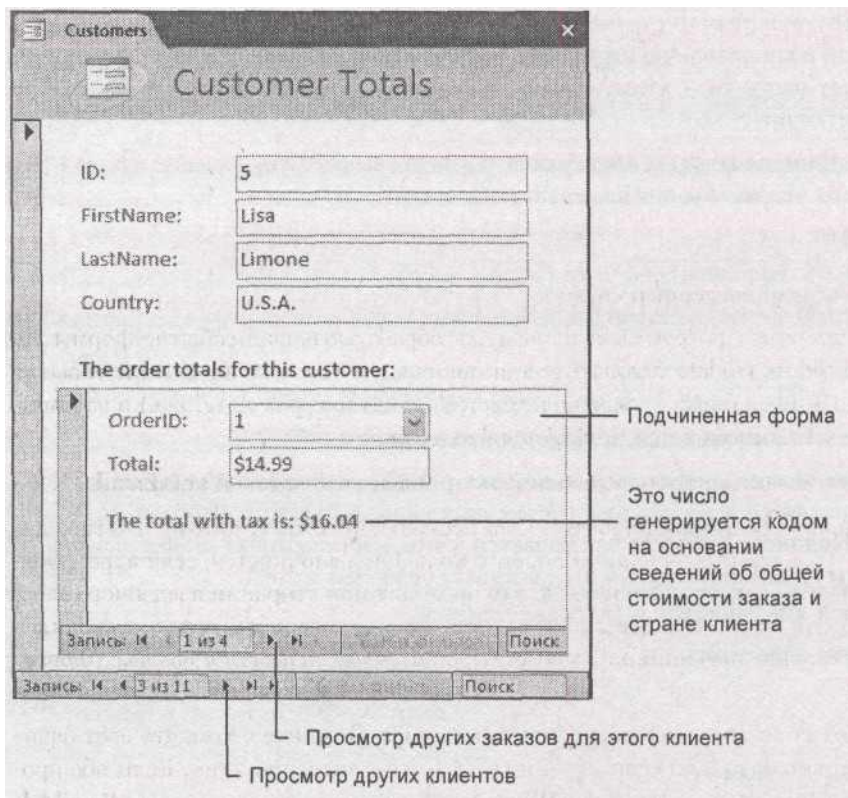 Customers
Customer Totals
ID: 5
FirstName: Lisa
LastName: Limone
Country: U.S.A.
The order totals for this customer:
OrderID: 1
Total: $14.99
The total with tax is: $16.04
Записи: 1 из 4 Поиск
Записи: 3 из 11 Поиск
Подчиненная форма
Это число
генерируется кодом
на основании
сведений об общей
стоимости заказа и
стране клиента
Просмотр других заказов для этого клиента
Просмотр других клиентов